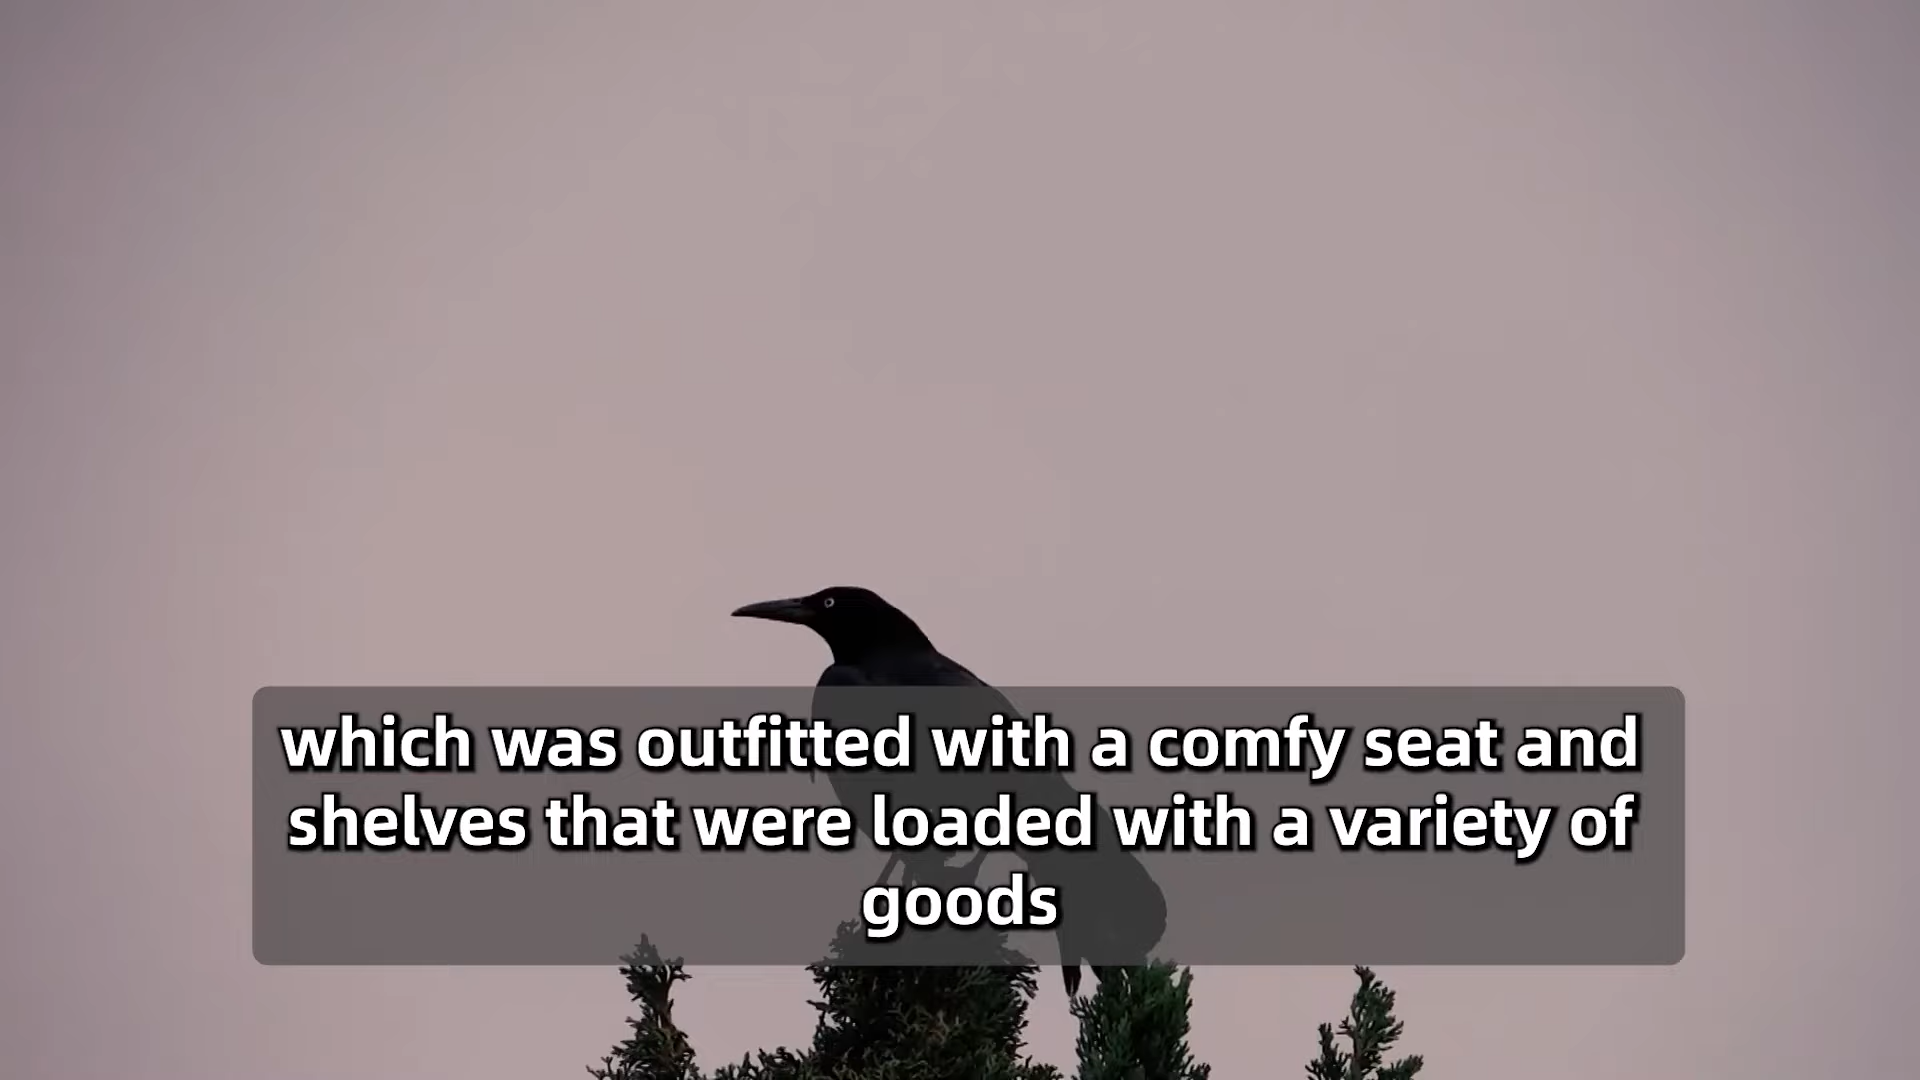 which was outfitted with a comfy seat and
shelves that were loaded with a variety of
goods